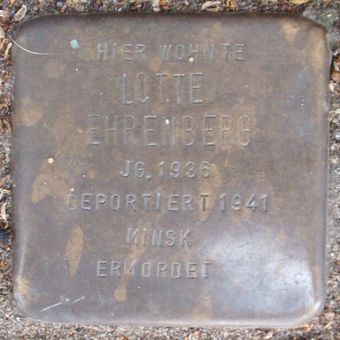 HIER WOHNTE
LOTTE
EHRENBERG
JG. 1936
DEPORTIERT 1941
MINSK
ERMORDET